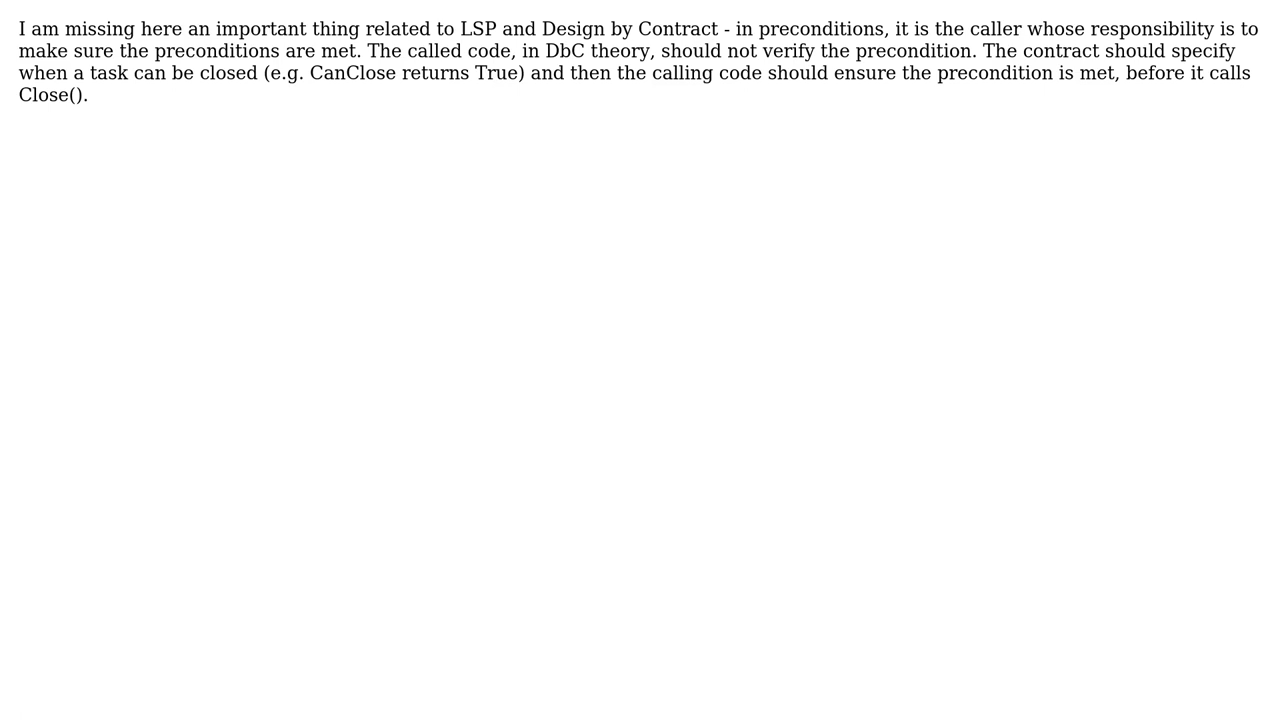 I am missing here an important thing related to LSP and Design by Contract - in preconditions, it is the caller whose responsibility is to
make sure the preconditions are met. The called code, in DbC theory, should not verify the precondition. The contract should specify
when a task can be closed (e.g. CanClose returns True) and then the calling code should ensure the precondition is met, before it calls
Close().